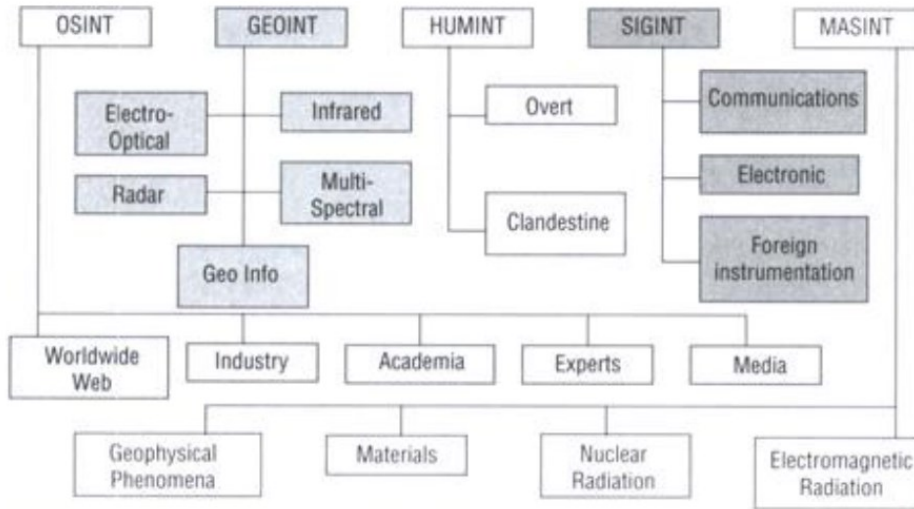 OSINT
GEOINT
HUMINT
SIGINT
MASINT
Electro-
Optical
Infrared
Radar
Multi-
Spectral
Geo Info
Overt
Clandestine
Communications
Electronic
Foreign
instrumentation
Worldwide
Web
Industry
Academia
Experts
Media
Geophysical
Phenomena
Materials
Nuclear
Radiation
Electromagnetic
Radiation